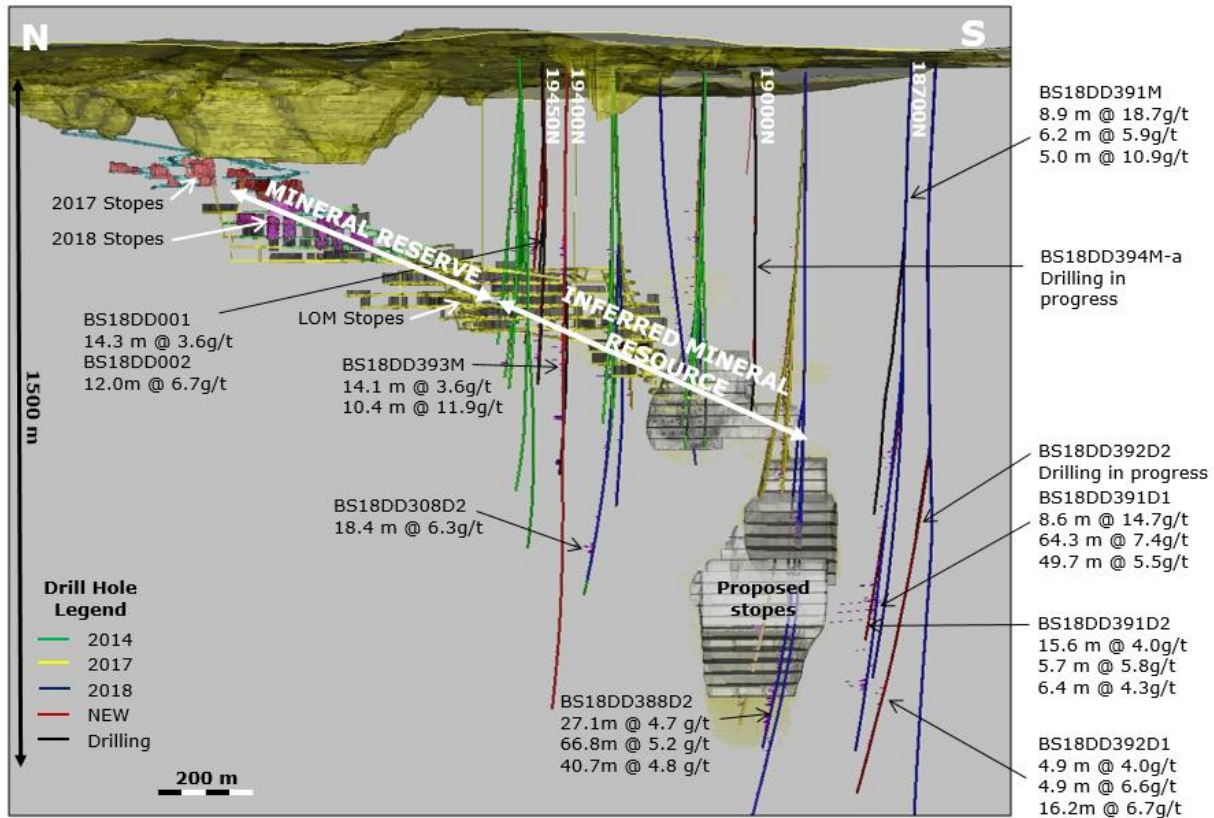 N
S
19450N
19400N
19000N
18700N
BS18DD391M
8.9 m @ 18.7g/t
6.2 m @ 5.9g/t
5.0 m @ 10.9g/t
2017 Stopes
2018 Stopes
MINERAL RESERVE
INFERRED MINERAL
RESOURCE
LOM Stopes
BS18DD394M-a
Drilling in
progress
BS18DD001
14.3 m @ 3.6g/t
BS18DD002
12.0m @ 6.7g/t
BS18DD393M
14.1 m @ 3.6g/t
10.4 m @ 11.9g/t
1500 m
BS18DD308D2
18.4 m @ 6.3g/t
BS18DD392D2
Drilling in progress
BS18DD391D1
8.6 m @ 14.7g/t
64.3 m @ 7.4g/t
49.7 m @ 5.5g/t
Proposed
stopes
BS18DD391D2
15.6 m @ 4.0g/t
5.7 m @ 5.8g/t
6.4 m @ 4.3g/t
BS18DD388D2
27.1m @ 4.7 g/t
66.8m @ 5.2 g/t
40.7m @ 4.8 g/t
BS18DD392D1
4.9 m @ 4.0g/t
4.9 m @ 6.6g/t
16.2m @ 6.7g/t
Drill Hole
Legend
2014
2017
2018
NEW
Drilling
200 m